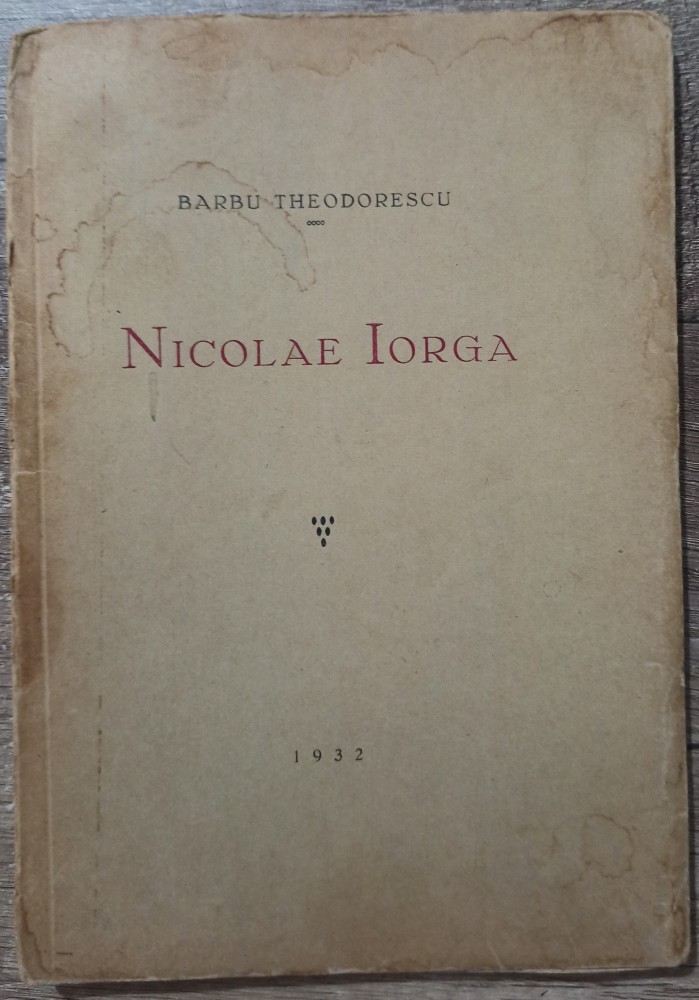 BARBU THEODORESCU
NICOLAE IORGA
1932